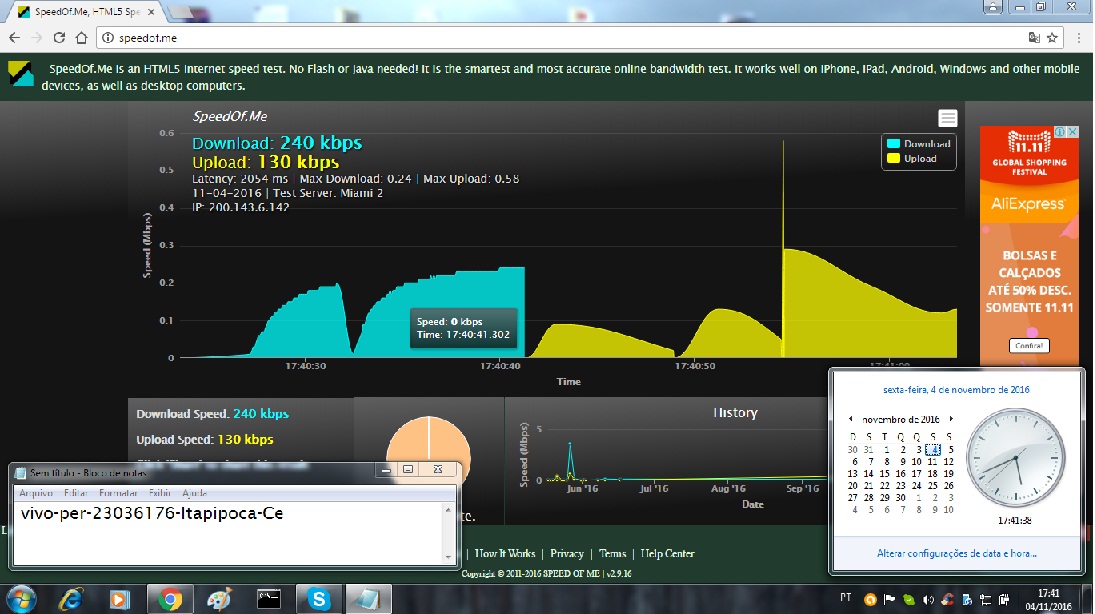 SpeedOf.Me, HTML5 Spe
speedof.me
SpeedOf.Me is an HTML5 Internet speed test. No Flash or Java needed! It is the smartest and most accurate online bandwidth test. It works well on iPhone, iPad, Android, Windows and other mobile
devices, as well as desktop computers.
SpeedOf.Me
Download: 240 kbps
Upload: 130 kbps
Latency: 2054 ms | Max Download: 0.24 | Max Upload: 0.58
11-04-2016 | Test Server: Miami 2
IP: 200.143.6.142
Download
Upload
Speed (Mbps)
0.6
0.5
0.4
0.3
0.2
0.1
0
Speed: 0 kbps
Time: 17:40:41.302
17:40:30
17:40:40
17:40:50
17:41:00
Time
11.11
GLOBAL SHOPPING
FESTIVAL
AliExpress
BOLSAS E
CALÇADOS
ATÉ 50% DESC.
SOMENTE 11.11
Confira!
Download Speed: 240 kbps
Upload Speed: 130 kbps
History
Speed (Mbps)
5
0
Jun '16
Jul '16
Aug '16
Sep '16
Date
Sem título - Bloco de notas
Arquivo Editar Formatar Exibir Ajuda
vivo-per-23036176-Itapipoca-Ce
te.
| How It Works | Privacy | Terms | Help Center
Copyright © 2011-2016 SPEED OF ME | v2.9.16
sexta-feira, 4 de novembro de 2016
novembro de 2016
D S T Q Q S S
30 31 1 2 3 4 5
6 7 8 9 10 11 12
13 14 15 16 17 18 19
20 21 22 23 24 25 26
27 28 29 30 1 2 3
4 5 6 7 8 9 10
17:41:38
Alterar configurações de data e hora...
PT
17:41
04/11/2016